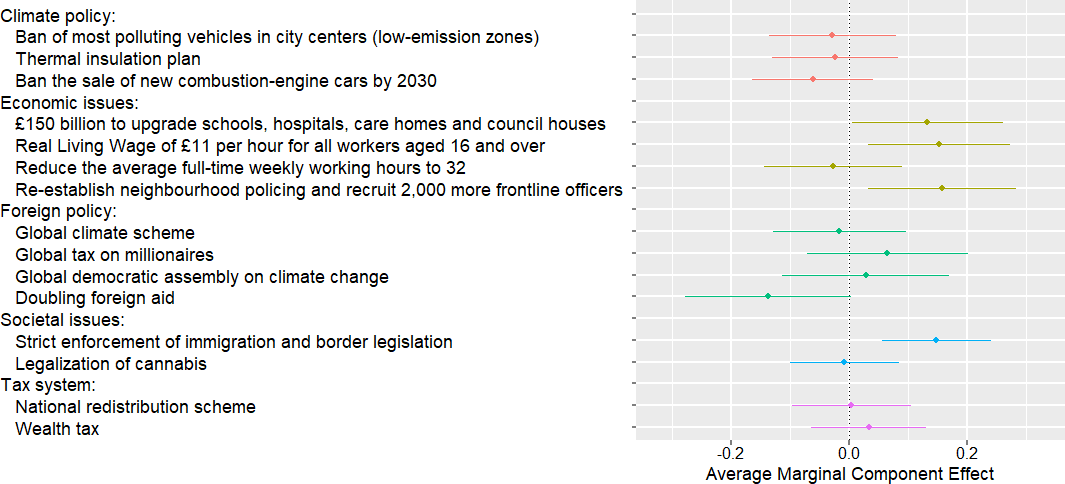 Climate policy:
Ban of most polluting vehicles in city centers (low-emission zones)
Thermal insulation plan
Ban the sale of new combustion-engine cars by 2030
Economic issues:
£150 billion to upgrade schools, hospitals, care homes and council houses
Real Living Wage of £11 per hour for all workers aged 16 and over
Reduce the average full-time weekly working hours to 32
Re-establish neighbourhood policing and recruit 2,000 more frontline officers
Foreign policy:
Global climate scheme
Global tax on millionaires
Global democratic assembly on climate change
Doubling foreign aid
Societal issues:
Strict enforcement of immigration and border legislation
Legalization of cannabis
Tax system:
National redistribution scheme
Wealth tax
-0.2 0.0 0.2
Average Marginal Component Effect